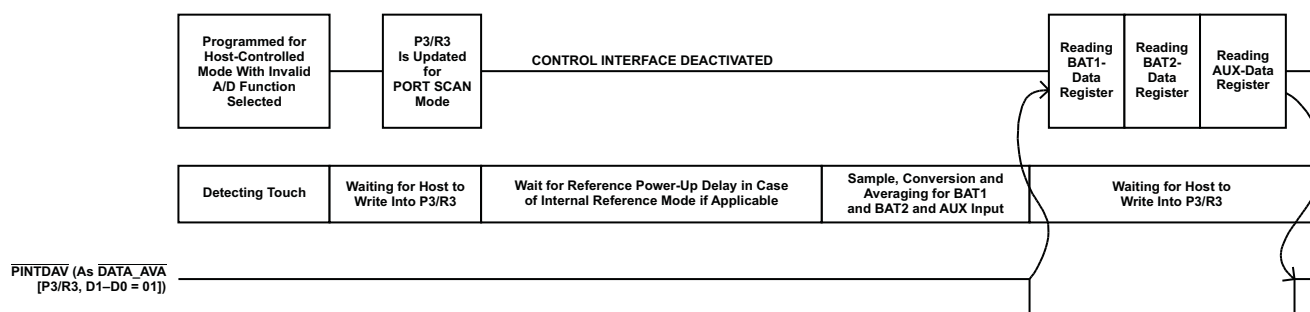 Programmed for
Host-Controlled
Mode With Invalid
A/D Function
Selected
P3/R3
Is Updated
for
PORT SCAN
Mode
CONTROL INTERFACE DEACTIVATED
Reading
BAT1-
Data
Register
Reading
BAT2-
Data
Register
Reading
AUX-Data
Register
Detecting Touch
Waiting for Host to
Write Into P3/R3
Wait for Reference Power-Up Delay in Case
of Internal Reference Mode if Applicable
Sample, Conversion and
Averaging for BAT1
and BAT2 and AUX Input
Waiting for Host to
Write Into P3/R3
PINTDAV (As DATA_AVA
[P3/R3, D1–D0 = 01])